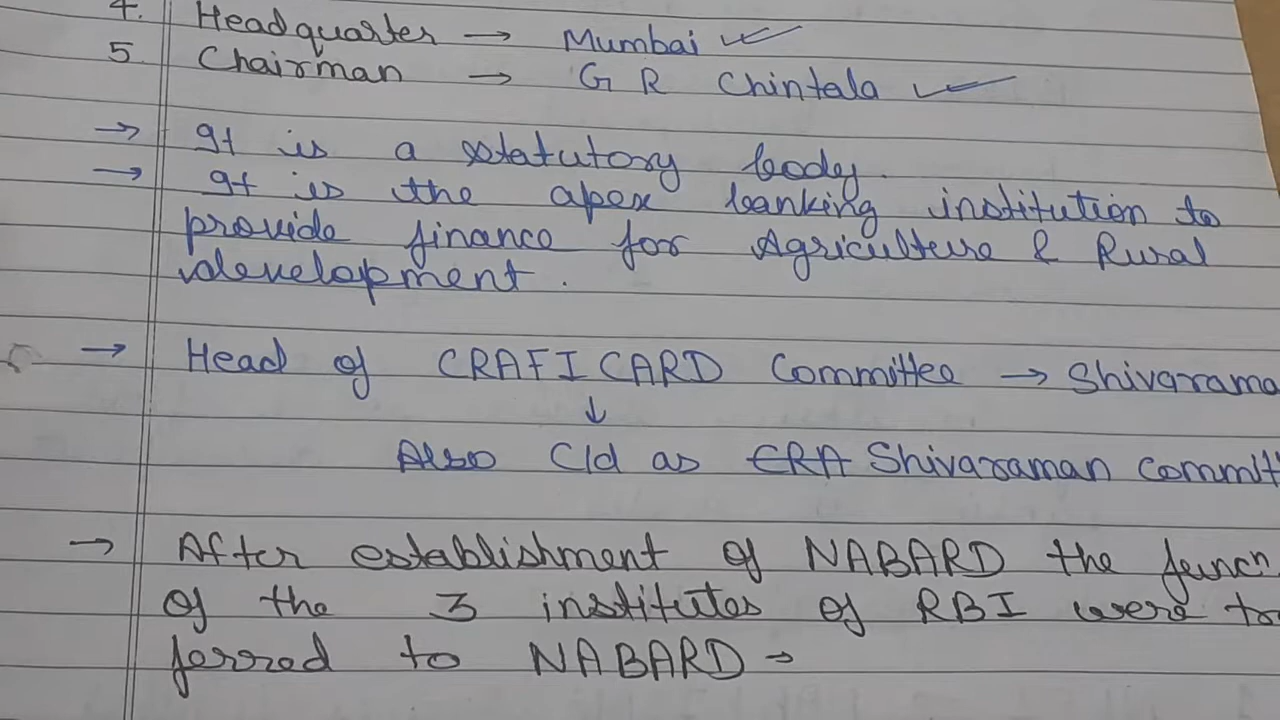 4. Headquarter → Mumbai ✓
5. Chairman → G R Chintala ✓
→ It is a statutory body.
→ It is the apex banking institution to
provide finance for Agriculture & Rural
development.
→ Head of CRAFICARD Committee → Shivarama
↓
Also C/d as CRA Shivaraman committ
→ After establishment of NABARD the funcn
of the 3 institutes of RBI were to
ferred to NABARD →